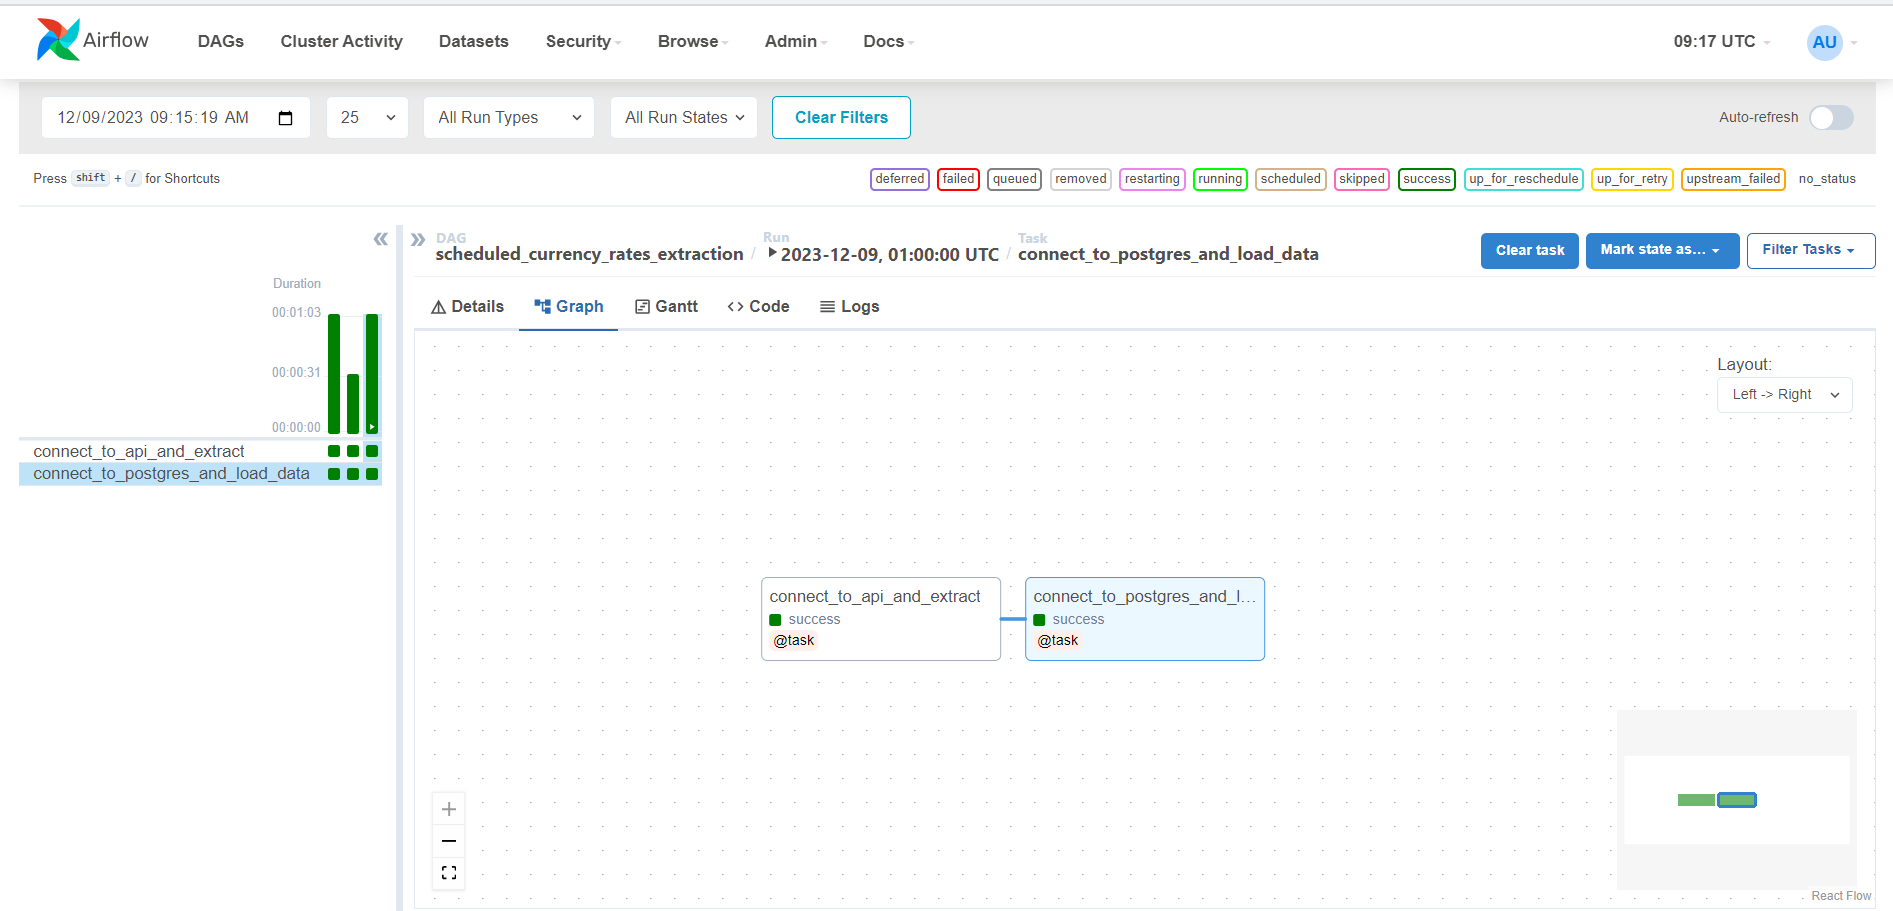 Airflow DAGs Cluster Activity Datasets Security Browse Admin Docs 09:17 UTC AU
12/09/2023 09:15:19 AM 25 All Run Types All Run States Clear Filters Auto-refresh
Press shift + / for Shortcuts deferred failed queued removed restarting running scheduled skipped success up_for_reschedule up_for_retry upstream_failed no_status
DAG Run Task
scheduled_currency_rates_extraction / 2023-12-09, 01:00:00 UTC / connect_to_postgres_and_load_data Clear task Mark state as... Filter Tasks
Duration
00:01:03
00:00:31
00:00:00
connect_to_api_and_extract
connect_to_postgres_and_load_data
Details Graph Gantt Code Logs
Layout:
Left -> Right
connect_to_api_and_extract
success
@task
connect_to_postgres_and_l...
success
@task
React Flow